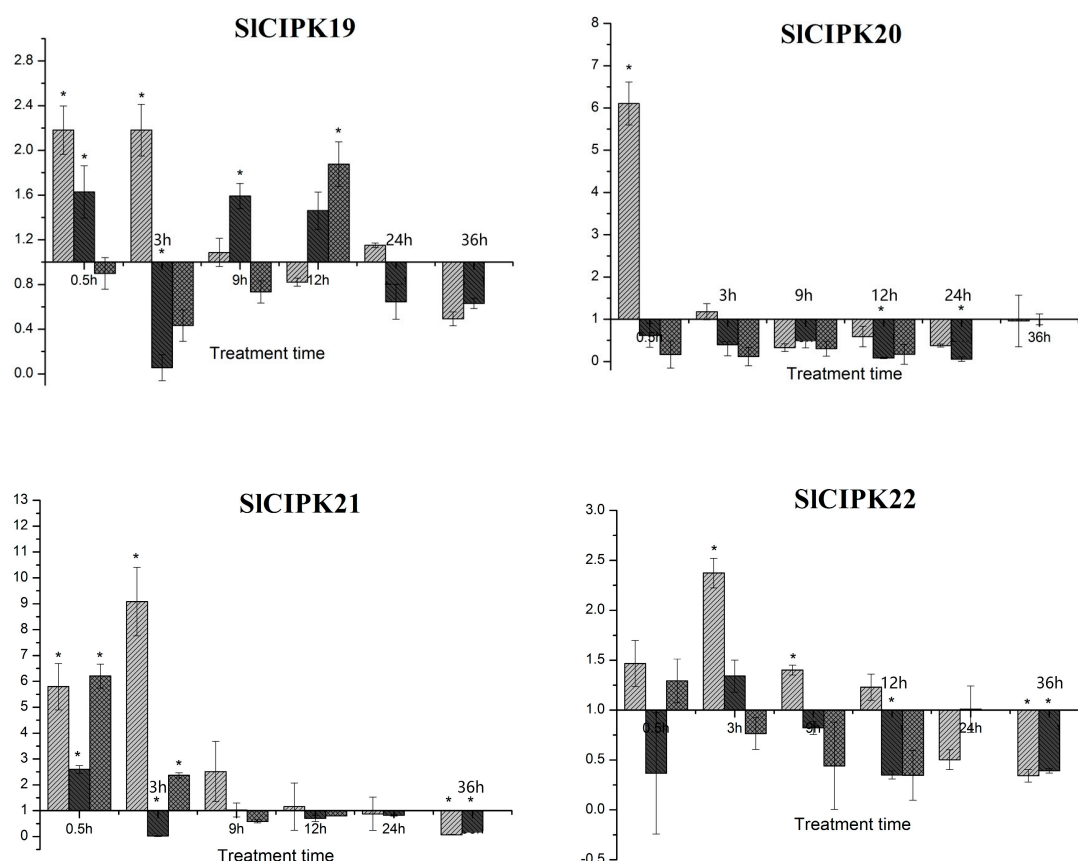 SlCIPK19
2.8
2.4
2.0
1.6
1.2
0.8
0.4
0.0
* * * * * *
0.5h 3h 9h 12h 24h 36h
Treatment time
SlCIPK20
8
7
6
5
4
3
2
1
0
* * *
0.5h 3h 9h 12h 24h 36h
Treatment time
SlCIPK21
13
12
11
10
9
8
7
6
5
4
3
2
1
0
* * * * * * * *
0.5h 3h 9h 12h 24h 36h
Treatment time
SlCIPK22
3.0
2.5
2.0
1.5
1.0
0.5
0.0
-0.5
* * * * *
0.5h 3h 9h 12h 24h 36h
Treatment time